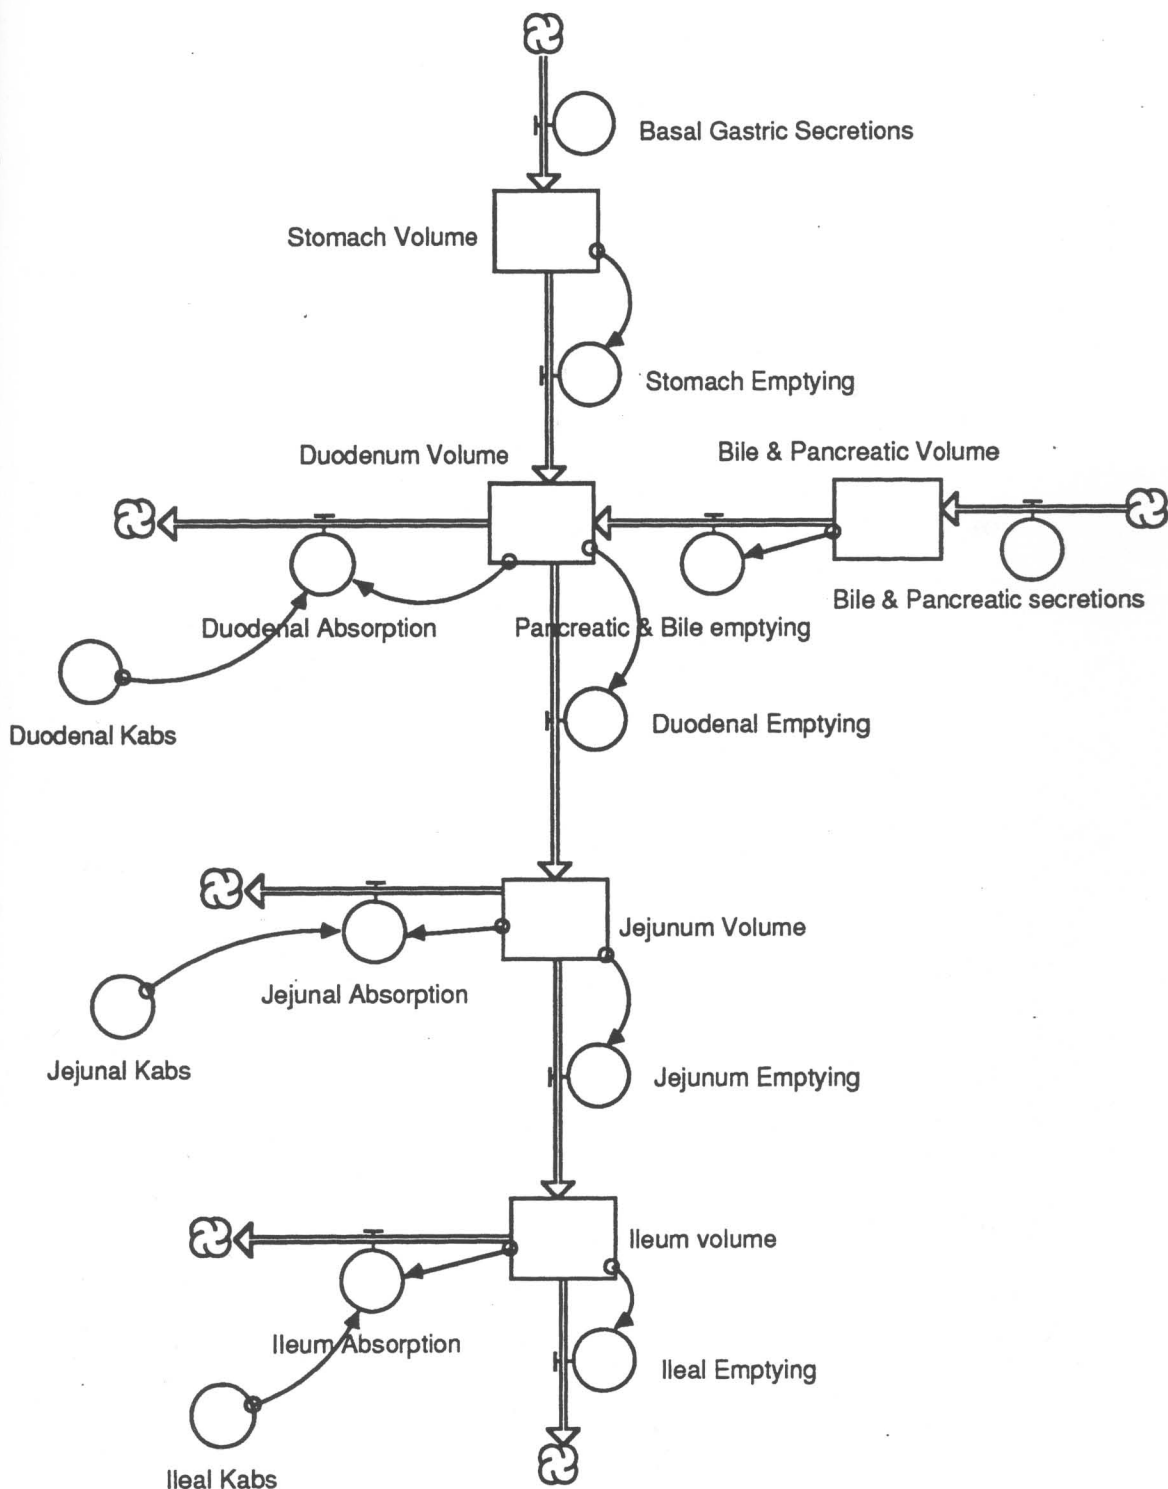 Basal Gastric Secretions
Stomach Volume
Stomach Emptying
Duodenum Volume
Bile & Pancreatic Volume
Bile & Pancreatic secretions
Duodenal Absorption
Pancreatic & Bile emptying
Duodenal Emptying
Duodenal Kabs
Jejunum Volume
Jejunal Absorption
Jejunal Kabs
Jejunum Emptying
Ileum volume
Ileum Absorption
Ileal Emptying
Ileal Kabs